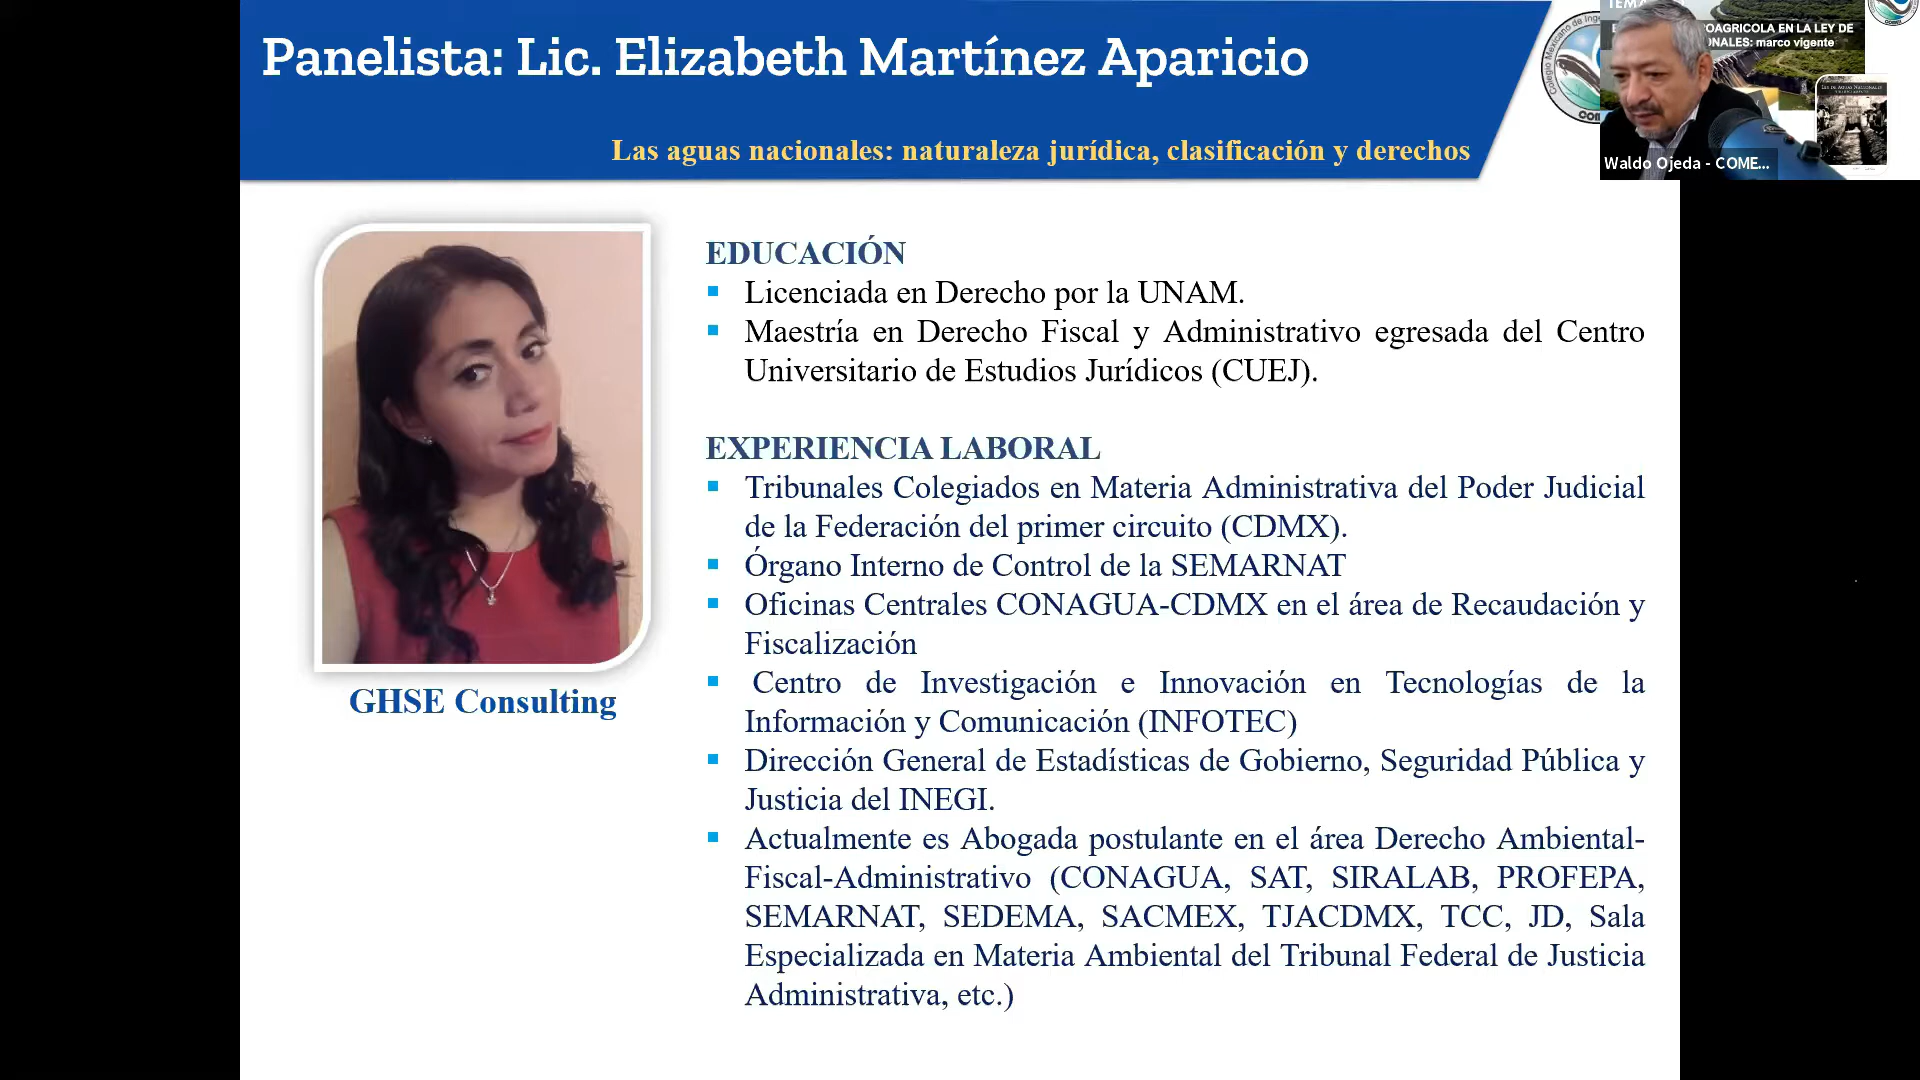 Panelista: Lic. Elizabeth Martínez Aparicio
Las aguas nacionales: naturaleza jurídica, clasificación y derechos
OAGRICOLA EN LA LEY DE
ONALES: marco vigente
Waldo Ojeda - COME...
EDUCACIÓN
Licenciada en Derecho por la UNAM.
Maestría en Derecho Fiscal y Administrativo egresada del Centro
Universitario de Estudios Jurídicos (CUEJ).
EXPERIENCIA LABORAL
Tribunales Colegiados en Materia Administrativa del Poder Judicial
de la Federación del primer circuito (CDMX).
Órgano Interno de Control de la SEMARNAT
Oficinas Centrales CONAGUA-CDMX en el área de Recaudación y
Fiscalización
Centro de Investigación e Innovación en Tecnologías de la
Información y Comunicación (INFOTEC)
Dirección General de Estadísticas de Gobierno, Seguridad Pública y
Justicia del INEGI.
Actualmente es Abogada postulante en el área Derecho Ambiental-
Fiscal-Administrativo (CONAGUA, SAT, SIRALAB, PROFEPA,
SEMARNAT, SEDEMA, SACMEX, TJACDMX, TCC, JD, Sala
Especializada en Materia Ambiental del Tribunal Federal de Justicia
Administrativa, etc.)
GHSE Consulting